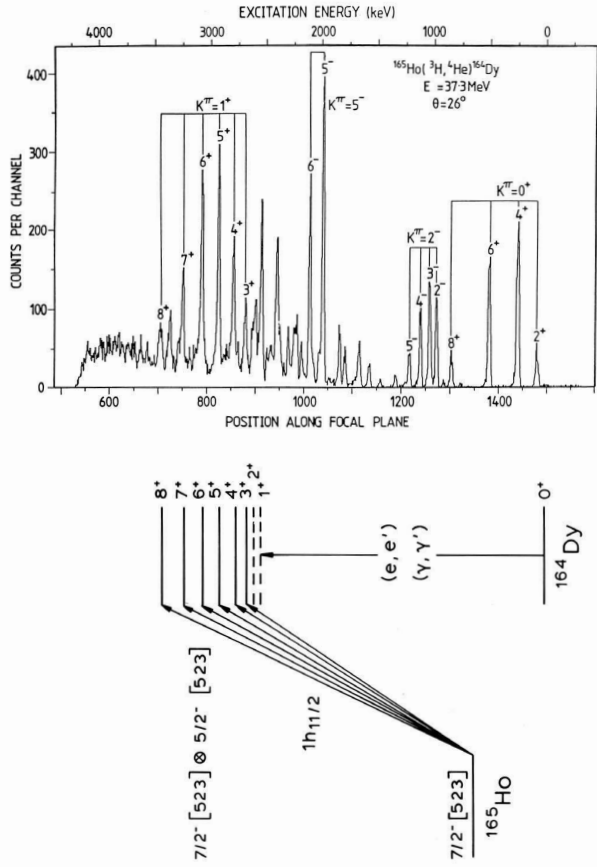 EXCITATION ENERGY (keV)
4000 3000 2000 1000 0
400
300
200
100
0
COUNTS PER CHANNEL
¹⁶⁵Ho(³H,⁴He)¹⁶⁴Dy
E =37·3MeV
θ=26°
Kπ=1⁺
8⁺
7⁺
6⁺
5⁺
4⁺
3⁺
6⁻
5⁻
Kπ=5⁻
Kπ=2⁻
5⁻
4⁻
3⁻
2⁻
Kπ=0⁺
8⁺
6⁺
4⁺
2⁺
600 800 1000 1200 1400
POSITION ALONG FOCAL PLANE
8⁺
7⁺
6⁺
5⁺
4⁺
3⁺
2⁺
1⁺
0⁺
(e, e′)
(γ, γ′)
¹⁶⁴Dy
7/2⁻ [523] ⊗ 5/2⁻ [523]
1h₁₁/₂
7/2⁻ [523]
¹⁶⁵Ho